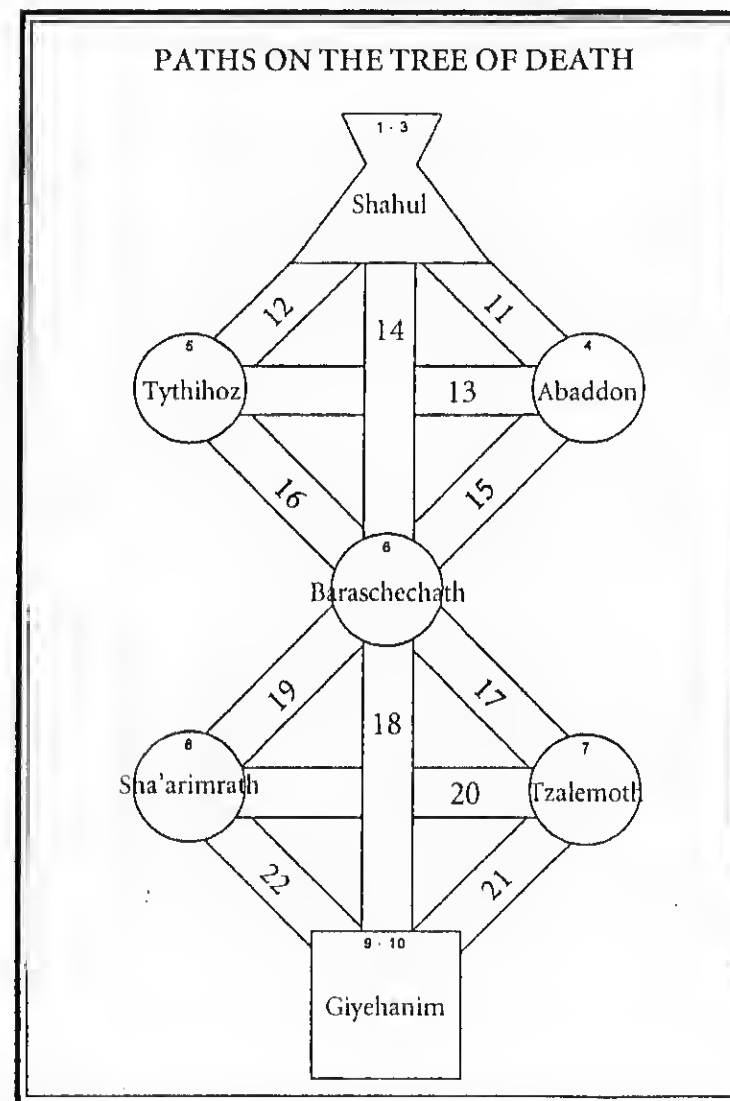 PATHS ON THE TREE OF DEATH
1 - 3
Shahul
12
11
14
5
4
Tythihoz
13
Abaddon
16
15
6
Baraschechath
19
17
18
8
7
Sha'arimrath
20
Tzalemoth
22
21
9 - 10
Giyehanim